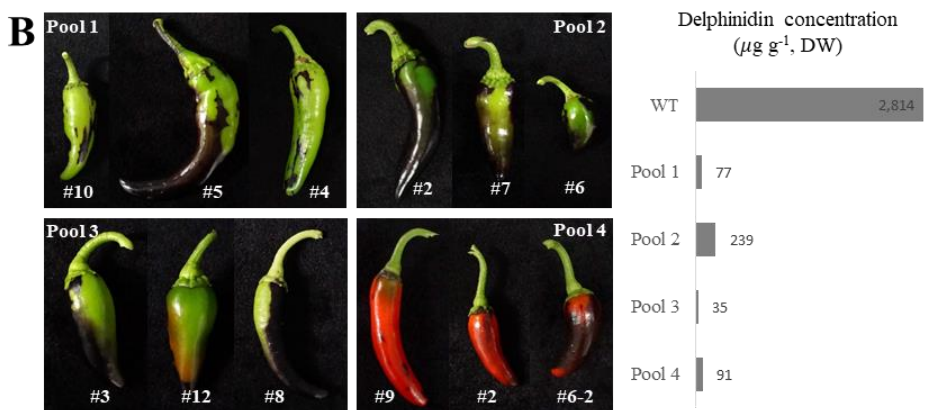 B
Pool 1
#10
#5
#4
Pool 2
#2
#7
#6
Pool 3
#3
#12
#8
Pool 4
#9
#2
#6-2
Delphinidin concentration
(µg g⁻¹, DW)
WT 2,814
Pool 1 77
Pool 2 239
Pool 3 35
Pool 4 91